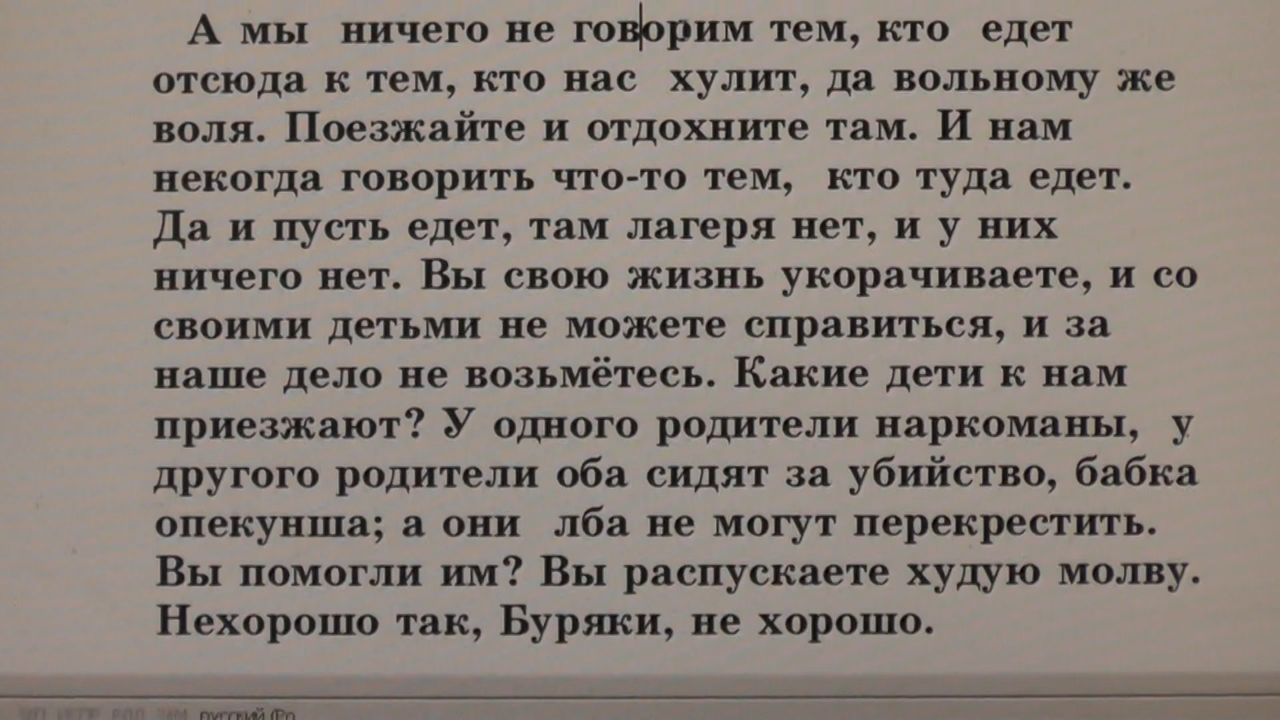 А мы ничего не говорим тем, кто едет
отсюда к тем, кто нас хулит, да вольному же
воля. Поезжайте и отдохните там. И нам
некогда говорить что-то тем, кто туда едет.
Да и пусть едет, там лагеря нет, и у них
ничего нет. Вы свою жизнь укорачиваете, и со
своими детьми не можете справиться, и за
наше дело не возьмётесь. Какие дети к нам
приезжают? У одного родители наркоманы, у
другого родители оба сидят за убийство, бабка
опекунша; а они лба не могут перекрестить.
Вы помогли им? Вы распускаете худую молву.
Нехорошо так, Буряки, не хорошо.
русский (Ро